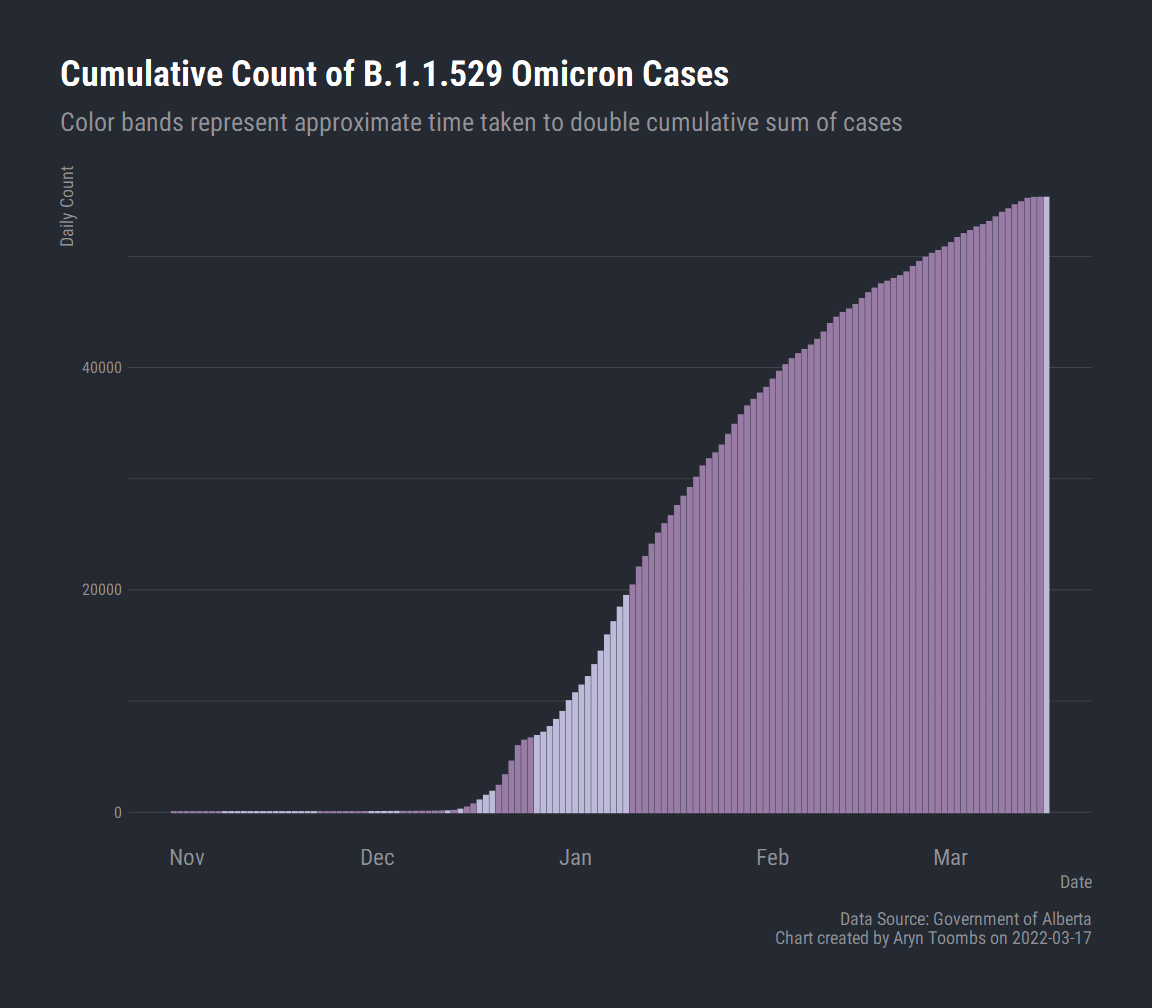 Cumulative Count of B.1.1.529 Omicron Cases
Color bands represent approximate time taken to double cumulative sum of cases
Daily Count
40000
20000
0
Nov Dec Jan Feb Mar
Date
Data Source: Government of Alberta
Chart created by Aryn Toombs on 2022-03-17